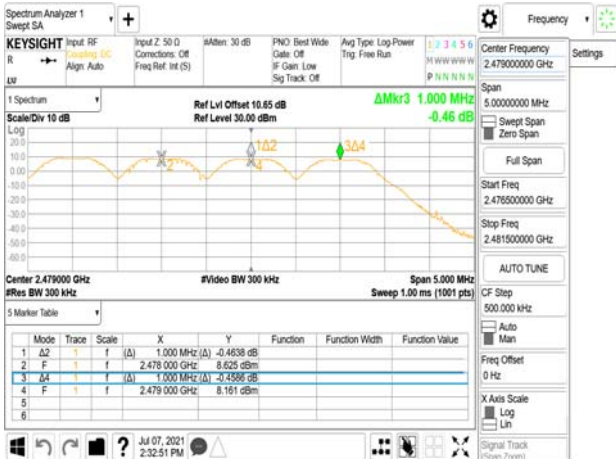 Spectrum Analyzer 1
Swept SA
Frequency
KEYSIGHT
Input: RF
Coupling: DC
Align: Auto
Input Z: 50 Ω
Corrections: Off
Freq Ref: Int (S)
#Atten: 30 dB
PNO: Best Wide
Gate: Off
IF Gain: Low
Sig Track: Off
Avg Type: Log-Power
Trig: Free Run
1 2 3 4 5 6
M W W W W W
P N N N N N
R
LXI
1 Spectrum
Scale/Div 10 dB
Ref Lvl Offset 10.65 dB
Ref Level 30.00 dBm
ΔMkr3 1.000 MHz
-0.46 dB
Log
20.0
10.0
0.00
-10.0
-20.0
-30.0
-40.0
-50.0
-60.0
2
1Δ2
4
3Δ4
Center 2.479000 GHz
#Video BW 300 kHz
Span 5.000 MHz
#Res BW 300 kHz
Sweep 1.00 ms (1001 pts)
5 Marker Table
Mode Trace Scale X Y Function Function Width Function Value
1 Δ2 1 f (Δ) 1.000 MHz (Δ) -0.4638 dB
2 F 1 f 2.478 000 GHz 8.625 dBm
3 Δ4 1 f (Δ) 1.000 MHz (Δ) -0.4586 dB
4 F 1 f 2.479 000 GHz 8.161 dBm
5
6
Jul 07, 2021
2:32:51 PM
Center Frequency
2.479000000 GHz
Settings
Span
5.00000000 MHz
Swept Span
Zero Span
Full Span
Start Freq
2.476500000 GHz
Stop Freq
2.481500000 GHz
AUTO TUNE
CF Step
500.000 kHz
Auto
Man
Freq Offset
0 Hz
X Axis Scale
Log
Lin
Signal Track
(Span Zoom)